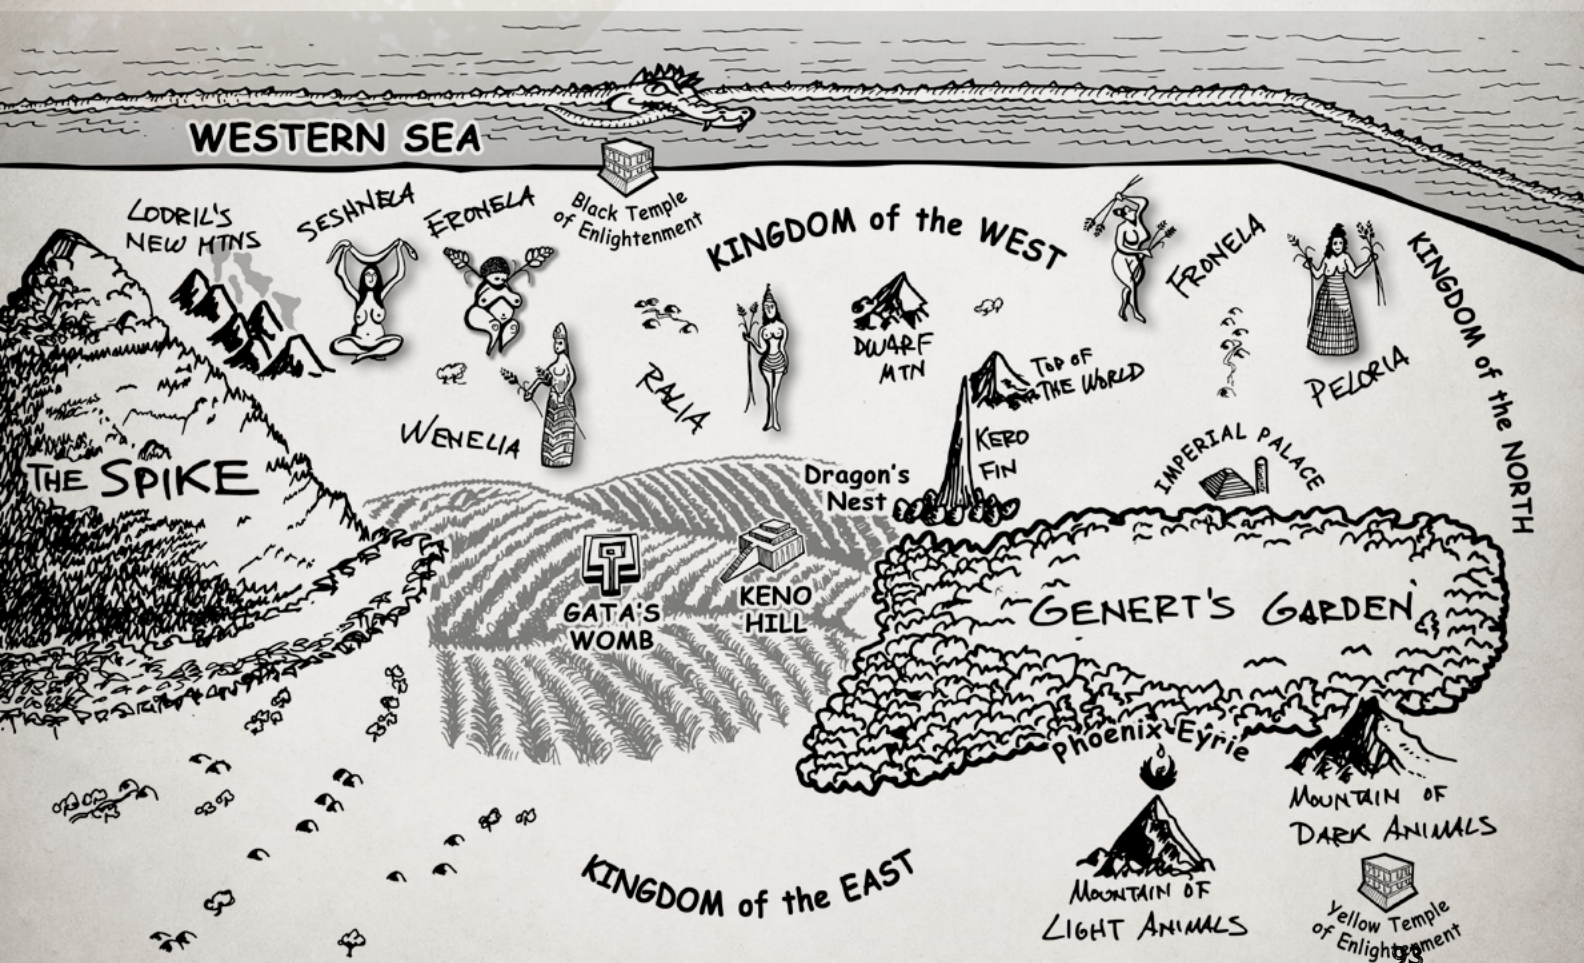 WESTERN SEA
LODRIL'S
NEW MTNS
SESHNELA
ERONELA
Black Temple
of Enlightenment
KINGDOM of the WEST
FRONELA
KINGDOM of the NORTH
DWARF
MTN
TOP OF
THE WORLD
PELORIA
RALIA
WENELIA
KERO
FIN
IMPERIAL PALACE
THE SPIKE
Dragon's
Nest
GATA'S
WOMB
KENO
HILL
GENERT'S GARDEN
Phoenix Eyrie
MOUNTAIN OF
DARK ANIMALS
KINGDOM of the EAST
MOUNTAIN OF
LIGHT ANIMALS
Yellow Temple
of Enlightenment
93